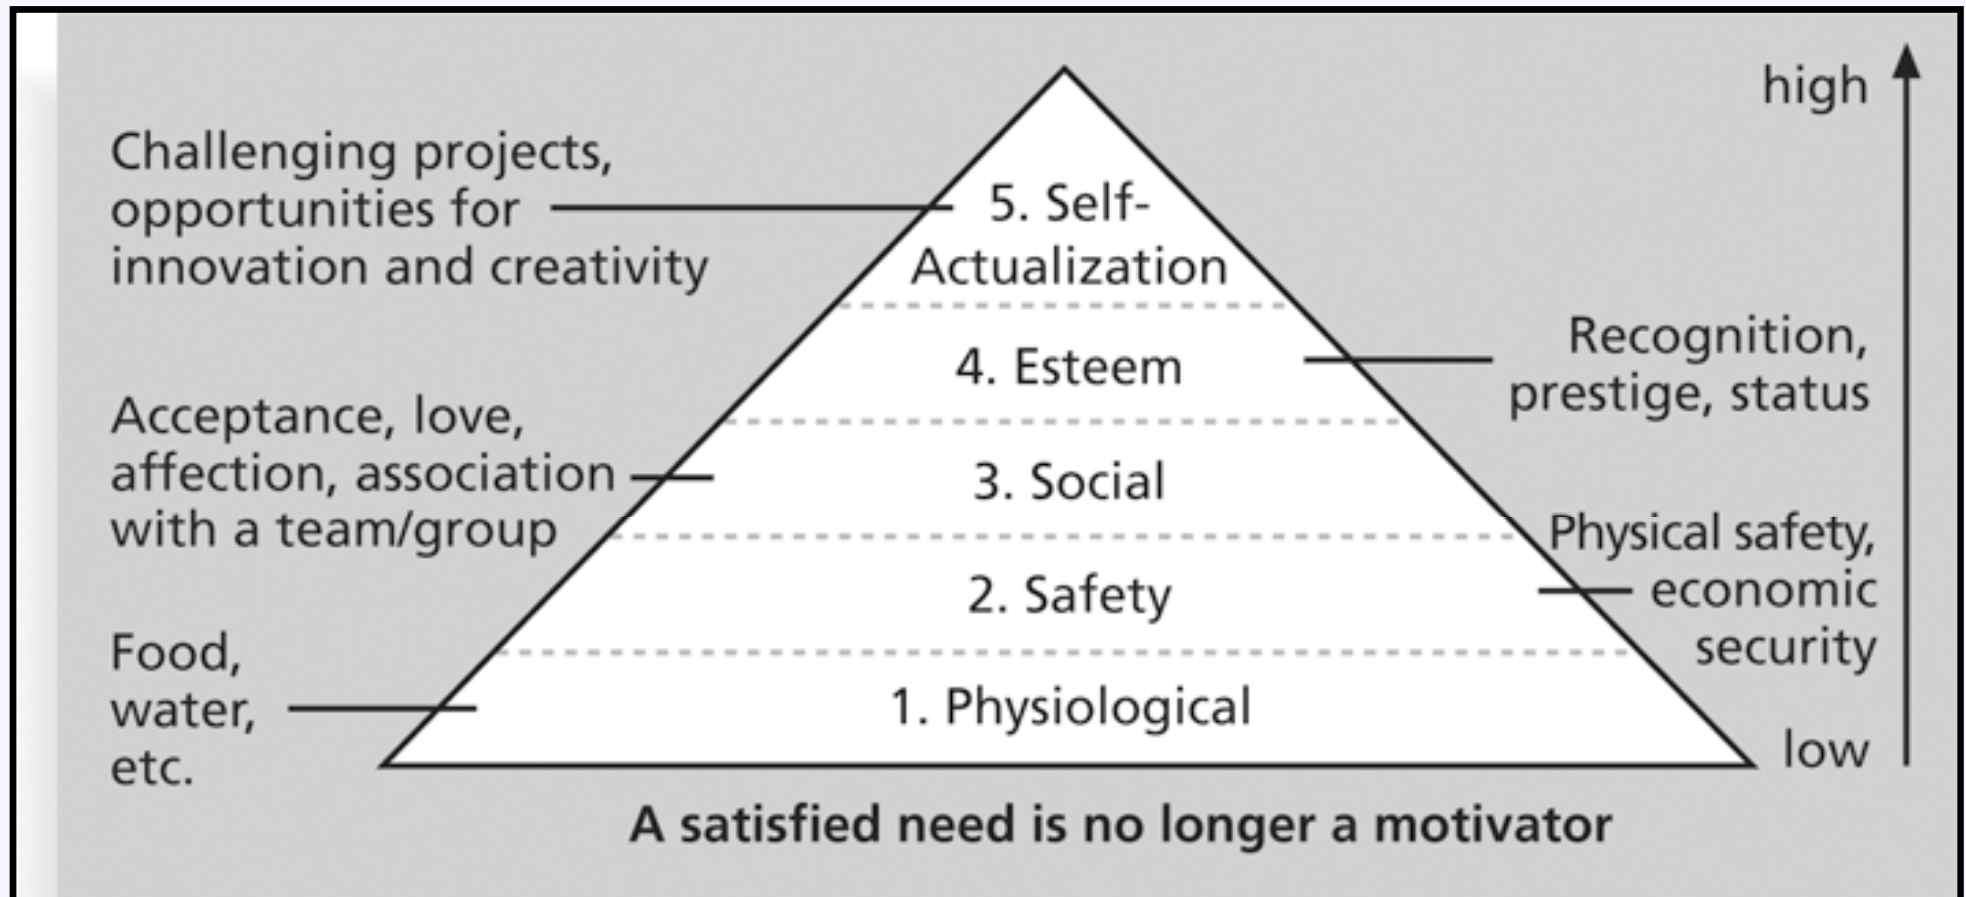 high
Challenging projects,
opportunities for
innovation and creativity
5. Self-
Actualization
Recognition,
prestige, status
4. Esteem
Acceptance, love,
affection, association
with a team/group
3. Social
Physical safety,
economic
security
2. Safety
Food,
water,
etc.
1. Physiological
low
A satisfied need is no longer a motivator